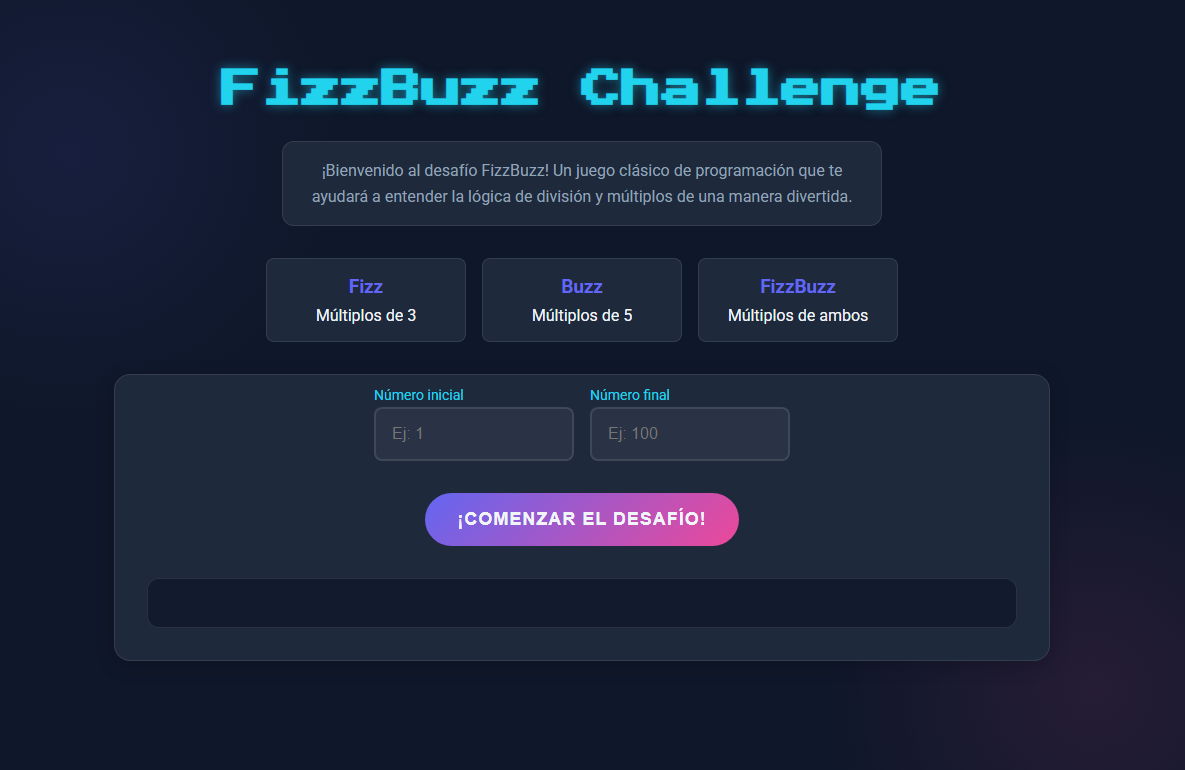 FizzBuzz Challenge
¡Bienvenido al desafío FizzBuzz! Un juego clásico de programación que te
ayudará a entender la lógica de división y múltiplos de una manera divertida.
Fizz
Múltiplos de 3
Buzz
Múltiplos de 5
FizzBuzz
Múltiplos de ambos
Número inicial
Ej: 1
Número final
Ej: 100
¡COMENZAR EL DESAFÍO!